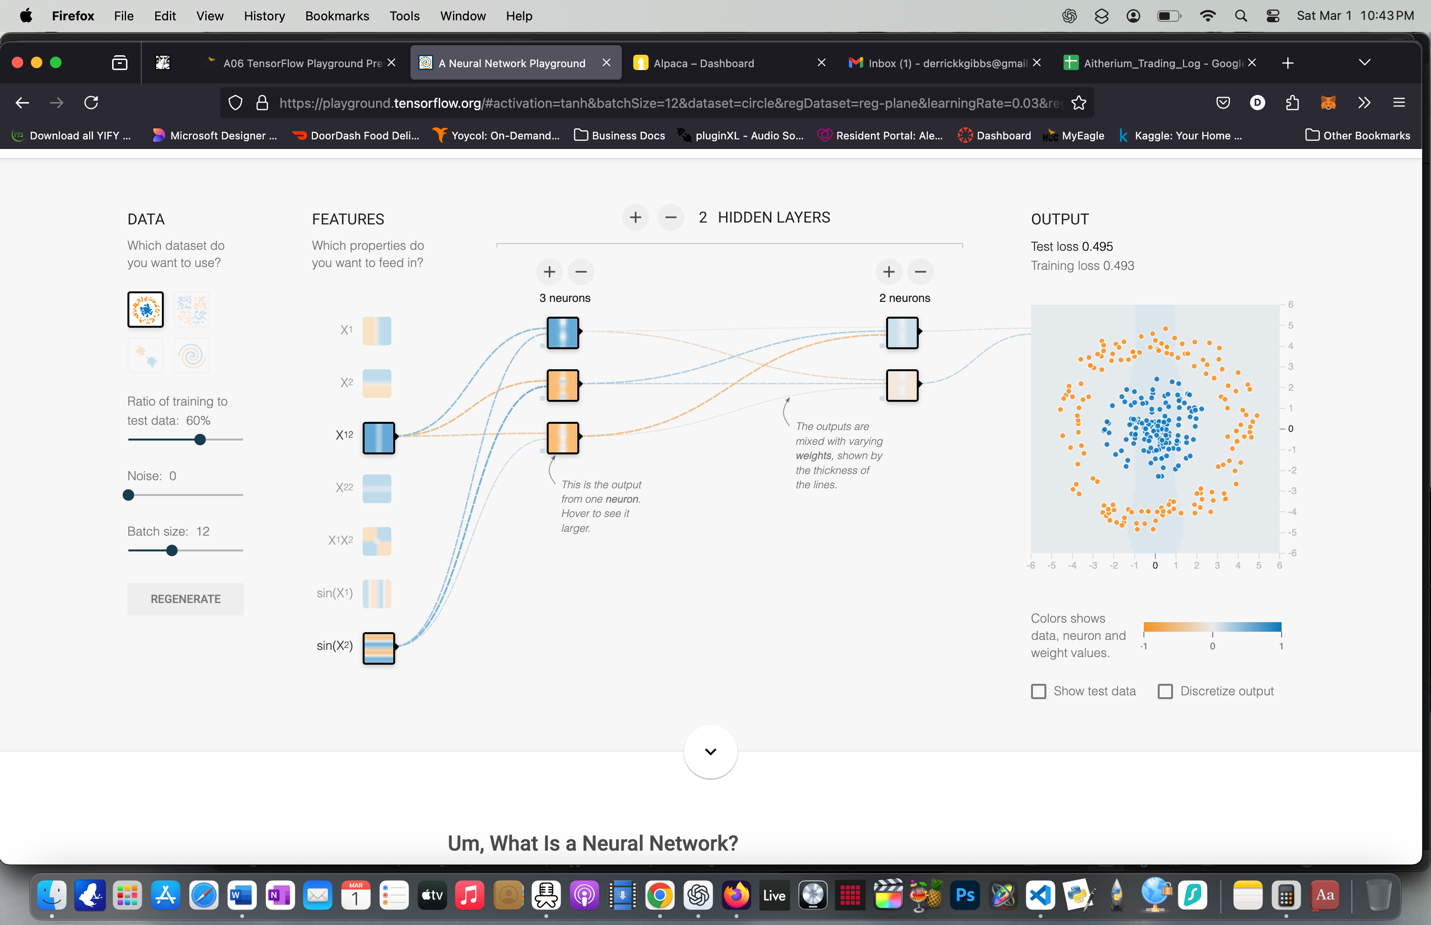 Firefox File Edit View History Bookmarks Tools Window Help Sat Mar 1 10:43 PM
A06 TensorFlow Playground Pre A Neural Network Playground Alpaca – Dashboard Inbox (1) - derrickkgibbs@gmail Aitherium_Trading_Log - Google
https://playground.tensorflow.org/#activation=tanh&batchSize=12&dataset=circle&regDataset=reg-plane&learningRate=0.03&re
Download all YIFY ... Microsoft Designer ... DoorDash Food Deli... Yoycol: On-Demand... Business Docs pluginXL - Audio So... Resident Portal: Ale... Dashboard MyEagle Kaggle: Your Home ... Other Bookmarks
DATA
Which dataset do
you want to use?
Ratio of training to
test data: 60%
Noise: 0
Batch size: 12
REGENERATE
FEATURES
Which properties do
you want to feed in?
X1
X2
X12
X22
X1X2
sin(X1)
sin(X2)
+ − 2 HIDDEN LAYERS
+ −
3 neurons
+ −
2 neurons
This is the output
from one neuron.
Hover to see it
larger.
The outputs are
mixed with varying
weights, shown by
the thickness of
the lines.
OUTPUT
Test loss 0.495
Training loss 0.493
6
5
4
3
2
1
0
-1
-2
-3
-4
-5
-6
-6 -5 -4 -3 -2 -1 0 1 2 3 4 5 6
Colors shows
data, neuron and
weight values.
-1 0 1
Show test data Discretize output
Um, What Is a Neural Network?
MAR
1
tv
Live
Ps
Aa